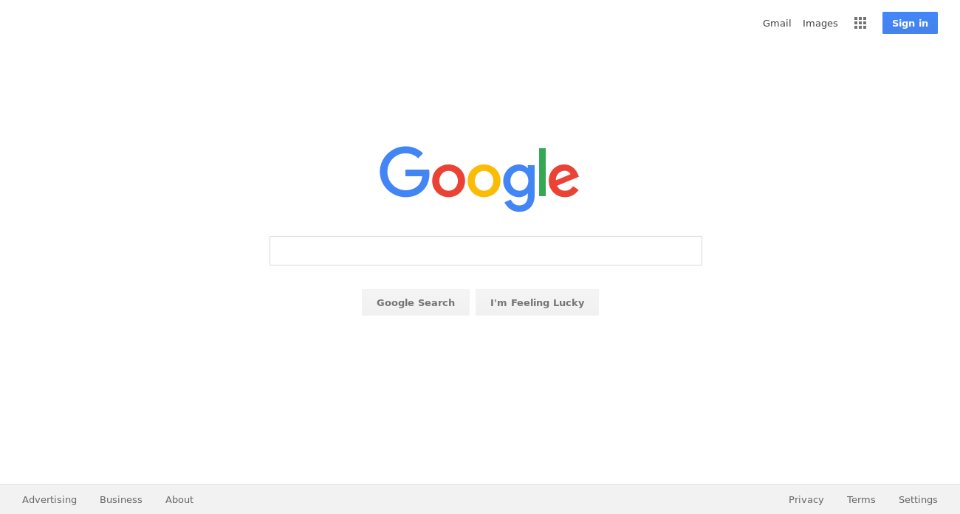 Gmail Images Sign in
Google
Google Search I'm Feeling Lucky
Advertising Business About Privacy Terms Settings